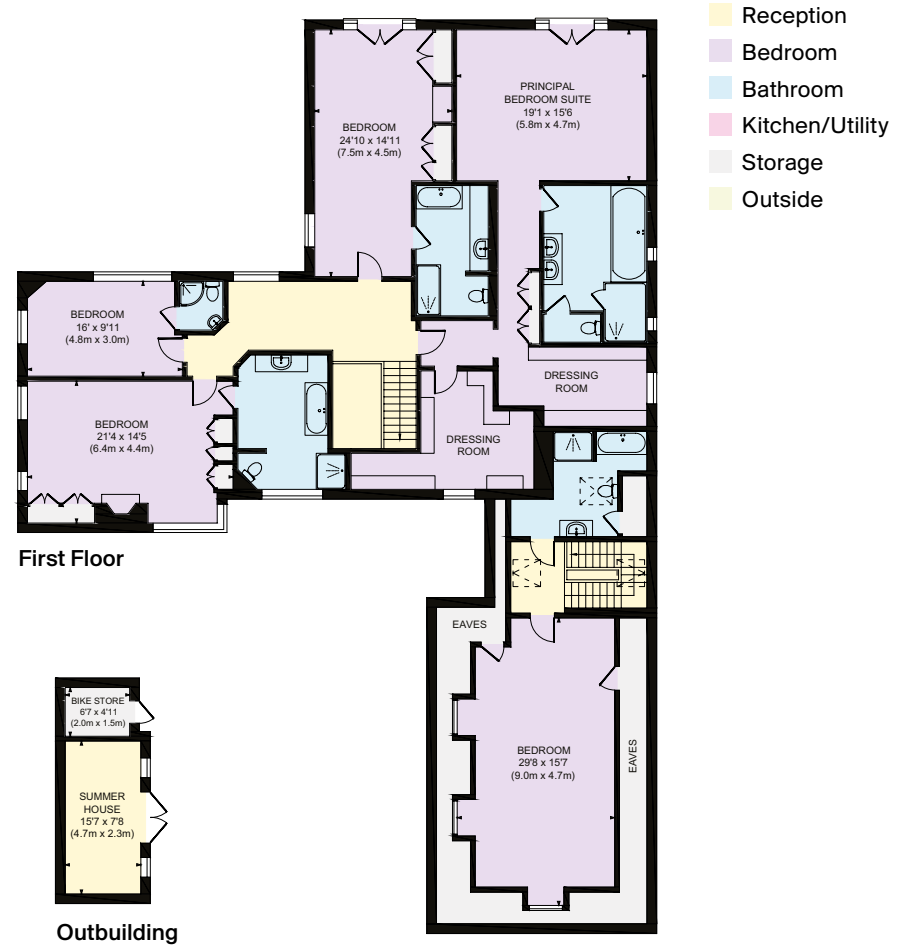 Reception
Bedroom
Bathroom
Kitchen/Utility
Storage
Outside
PRINCIPAL
BEDROOM SUITE
19'1 x 15'6
(5.8m x 4.7m)
BEDROOM
24'10 x 14'11
(7.5m x 4.5m)
BEDROOM
16' x 9'11
(4.8m x 3.0m)
DRESSING
ROOM
BEDROOM
21'4 x 14'5
(6.4m x 4.4m)
DRESSING
ROOM
First Floor
EAVES
BEDROOM
29'8 x 15'7
(9.0m x 4.7m)
EAVES
BIKE STORE
6'7 x 4'11
(2.0m x 1.5m)
SUMMER
HOUSE
15'7 x 7'8
(4.7m x 2.3m)
Outbuilding